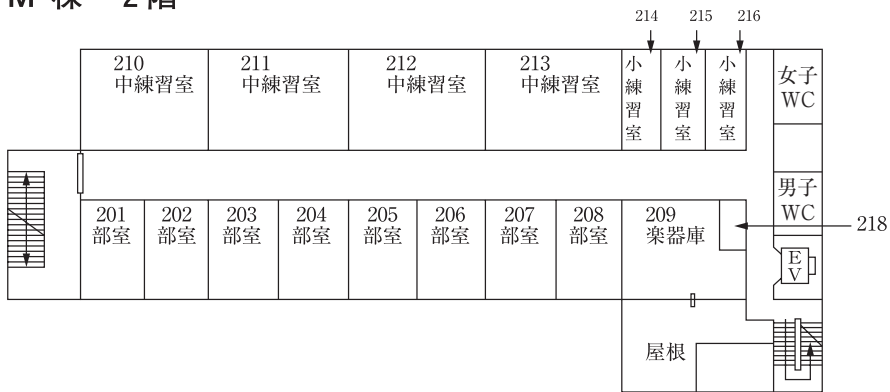 M 棟 2 階
214
215
216
210
中練習室
211
中練習室
212
中練習室
213
中練習室
小練習室
小練習室
小練習室
女子
WC
男子
WC
201
部室
202
部室
203
部室
204
部室
205
部室
206
部室
207
部室
208
部室
209
楽器庫
218
EV
屋根